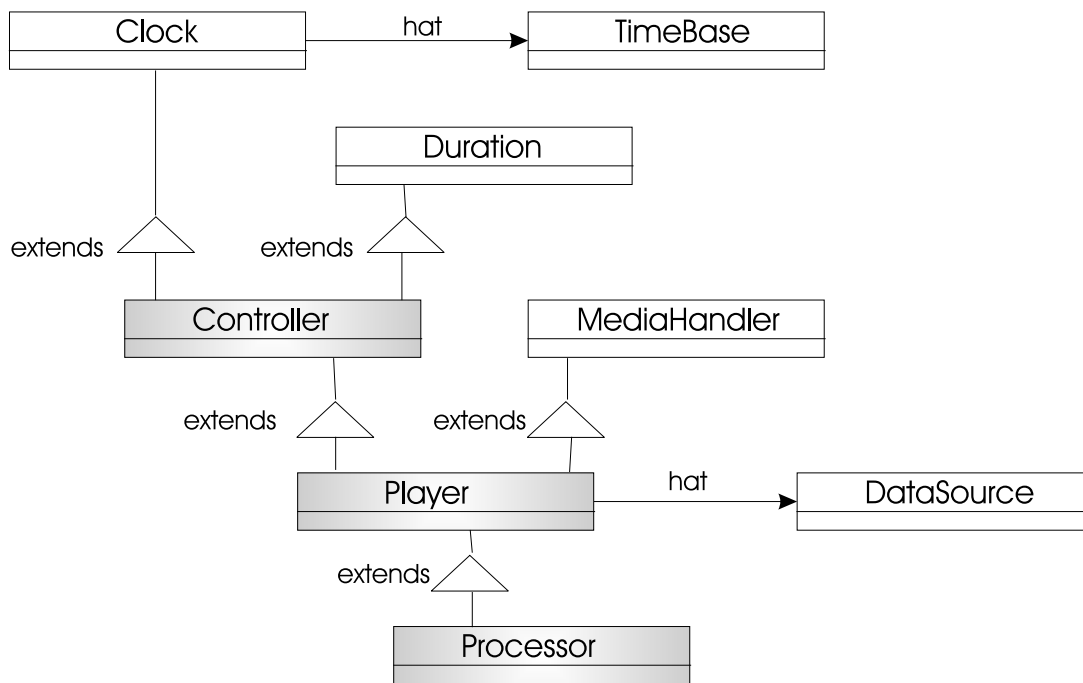 Clock
hat
TimeBase
Duration
extends
extends
Controller
MediaHandler
extends
extends
Player
hat
DataSource
extends
Processor